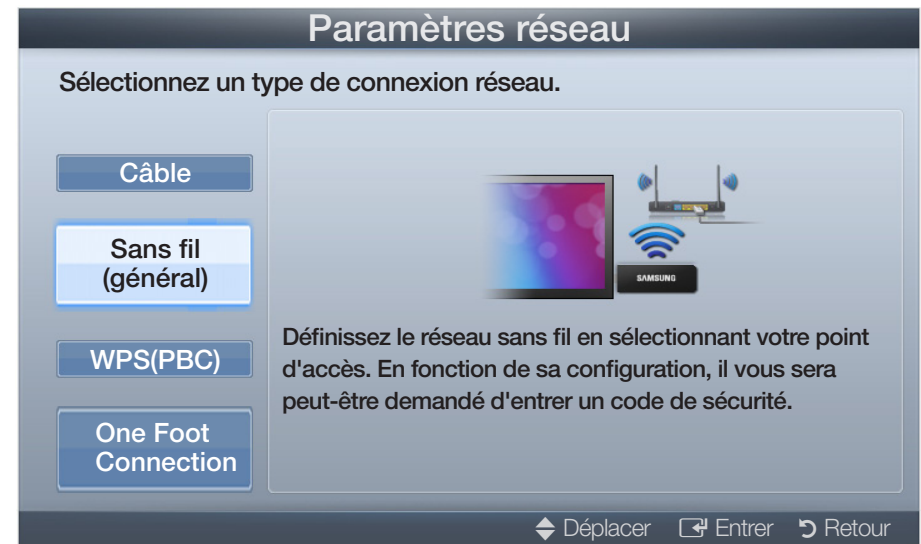 Paramètres réseau
Sélectionnez un type de connexion réseau.
Câble
Sans fil
(général)
WPS(PBC)
One Foot
Connection
SAMSUNG
Définissez le réseau sans fil en sélectionnant votre point
d'accès. En fonction de sa configuration, il vous sera
peut-être demandé d'entrer un code de sécurité.
Déplacer Entrer Retour